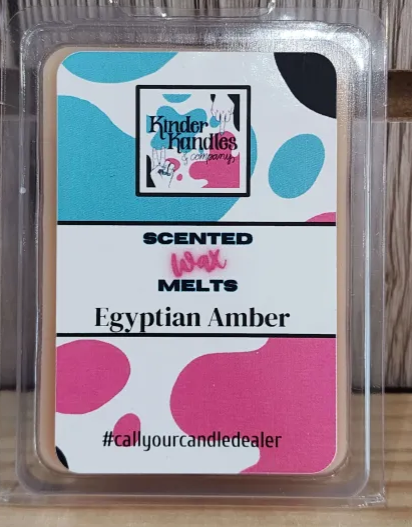 Kinder
Kandles
& company
SCENTED
Wax
MELTS
Egyptian Amber
#callyourcandledealer